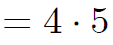 = 4 · 5